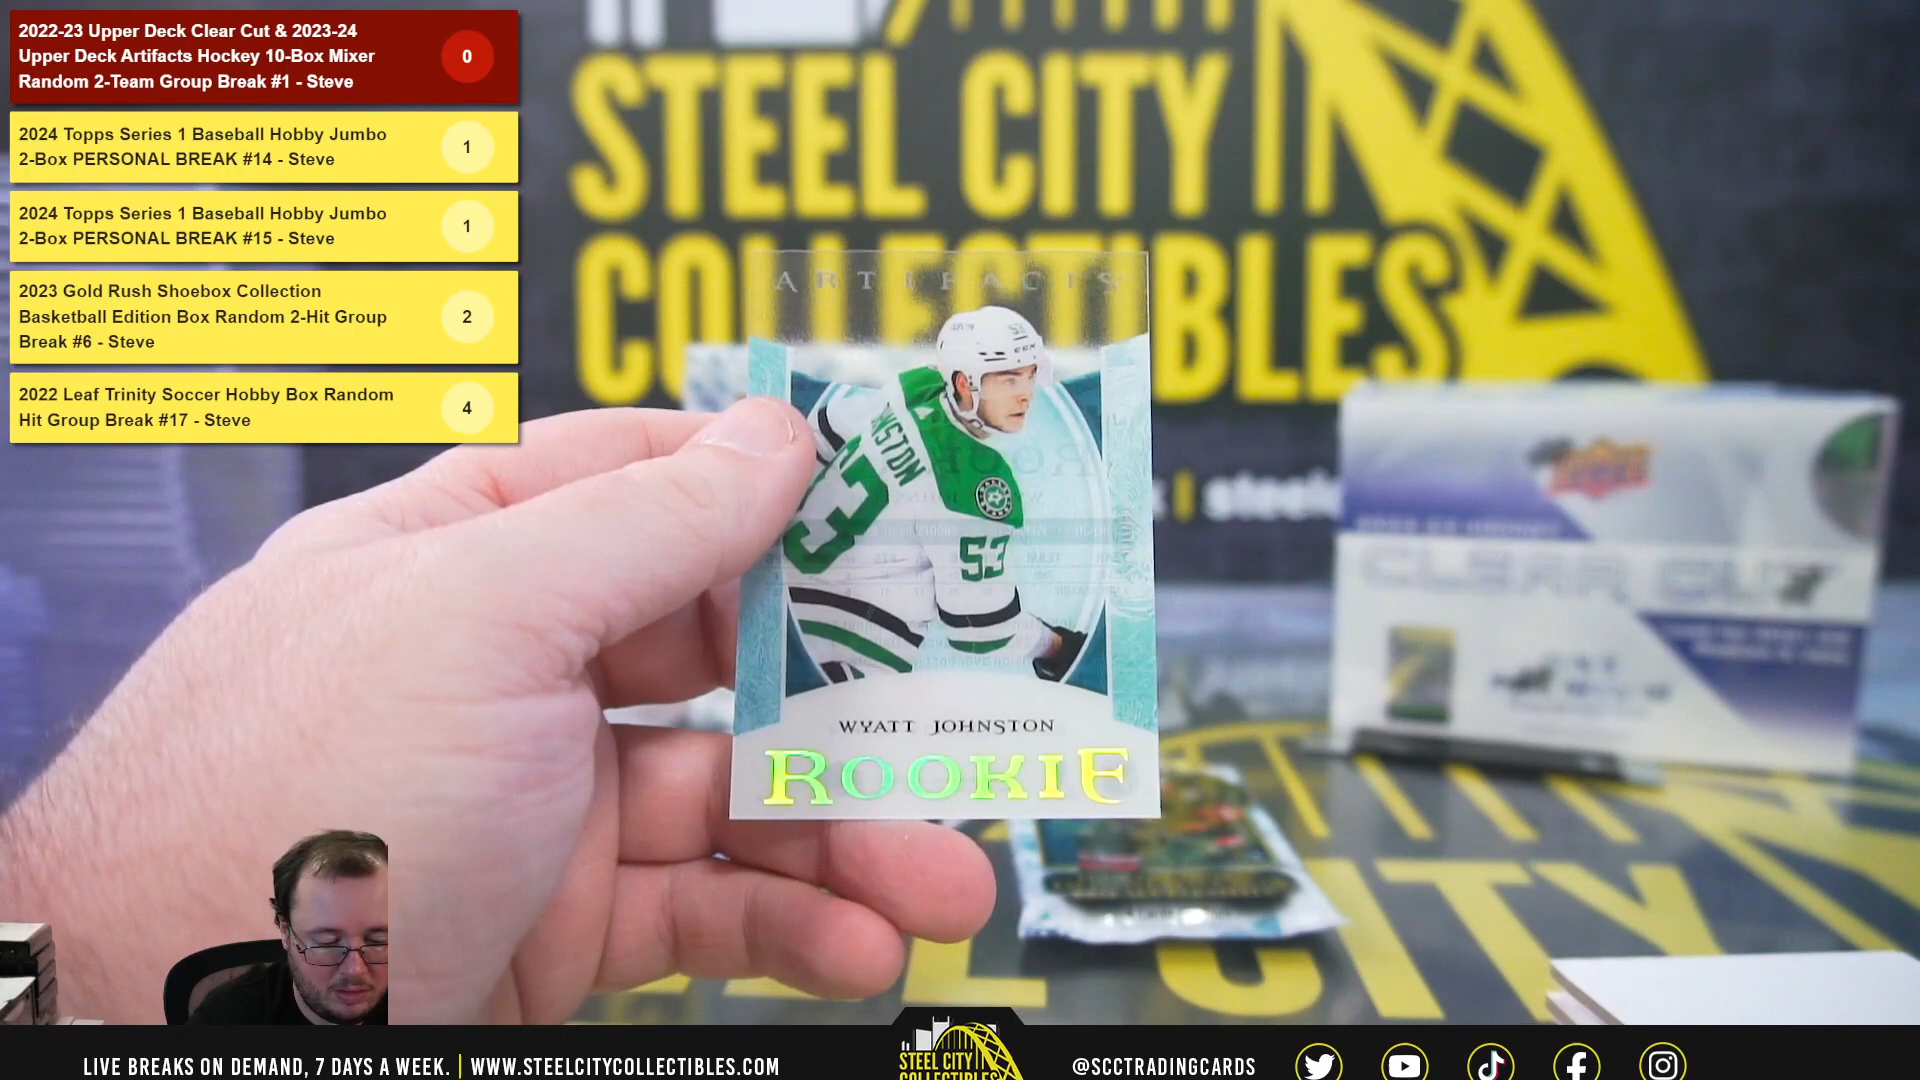 2022-23 Upper Deck Clear Cut & 2023-24
Upper Deck Artifacts Hockey 10-Box Mixer
Random 2-Team Group Break #1 - Steve
0
2024 Topps Series 1 Baseball Hobby Jumbo
2-Box PERSONAL BREAK #14 - Steve
1
2024 Topps Series 1 Baseball Hobby Jumbo
2-Box PERSONAL BREAK #15 - Steve
1
2023 Gold Rush Shoebox Collection
Basketball Edition Box Random 2-Hit Group
Break #6 - Steve
2
2022 Leaf Trinity Soccer Hobby Box Random
Hit Group Break #17 - Steve
4
STEEL CITY
COLLECTIBLES
ARTIFACTS
53
WYATT JOHNSTON
ROOKIE
CLEAR CUT
CITY
LIVE BREAKS ON DEMAND, 7 DAYS A WEEK. | WWW.STEELCITYCOLLECTIBLES.COM
STEEL CITY
COLLECTIBLES
@SCCTRADINGCARDS